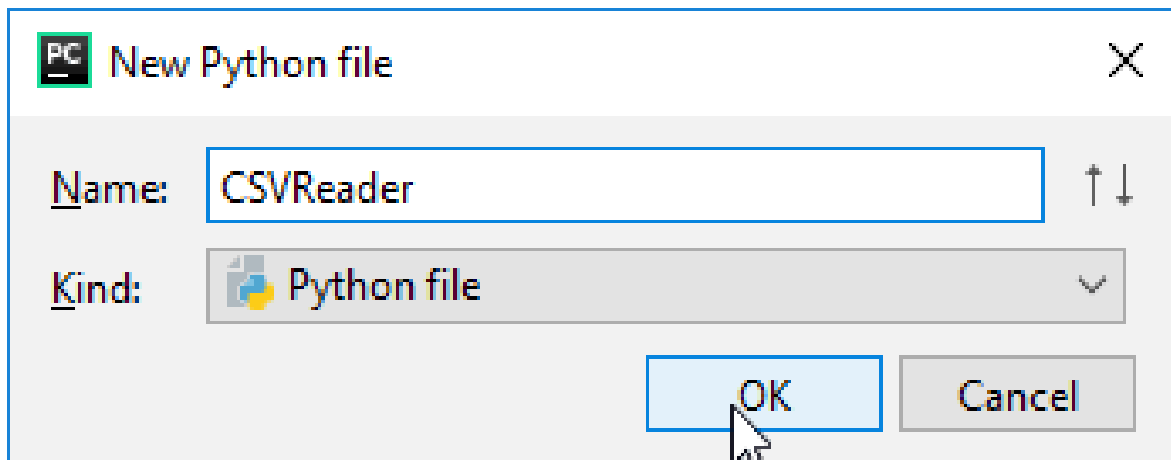 PC New Python file
Name: CSVReader
Kind: Python file
OK Cancel